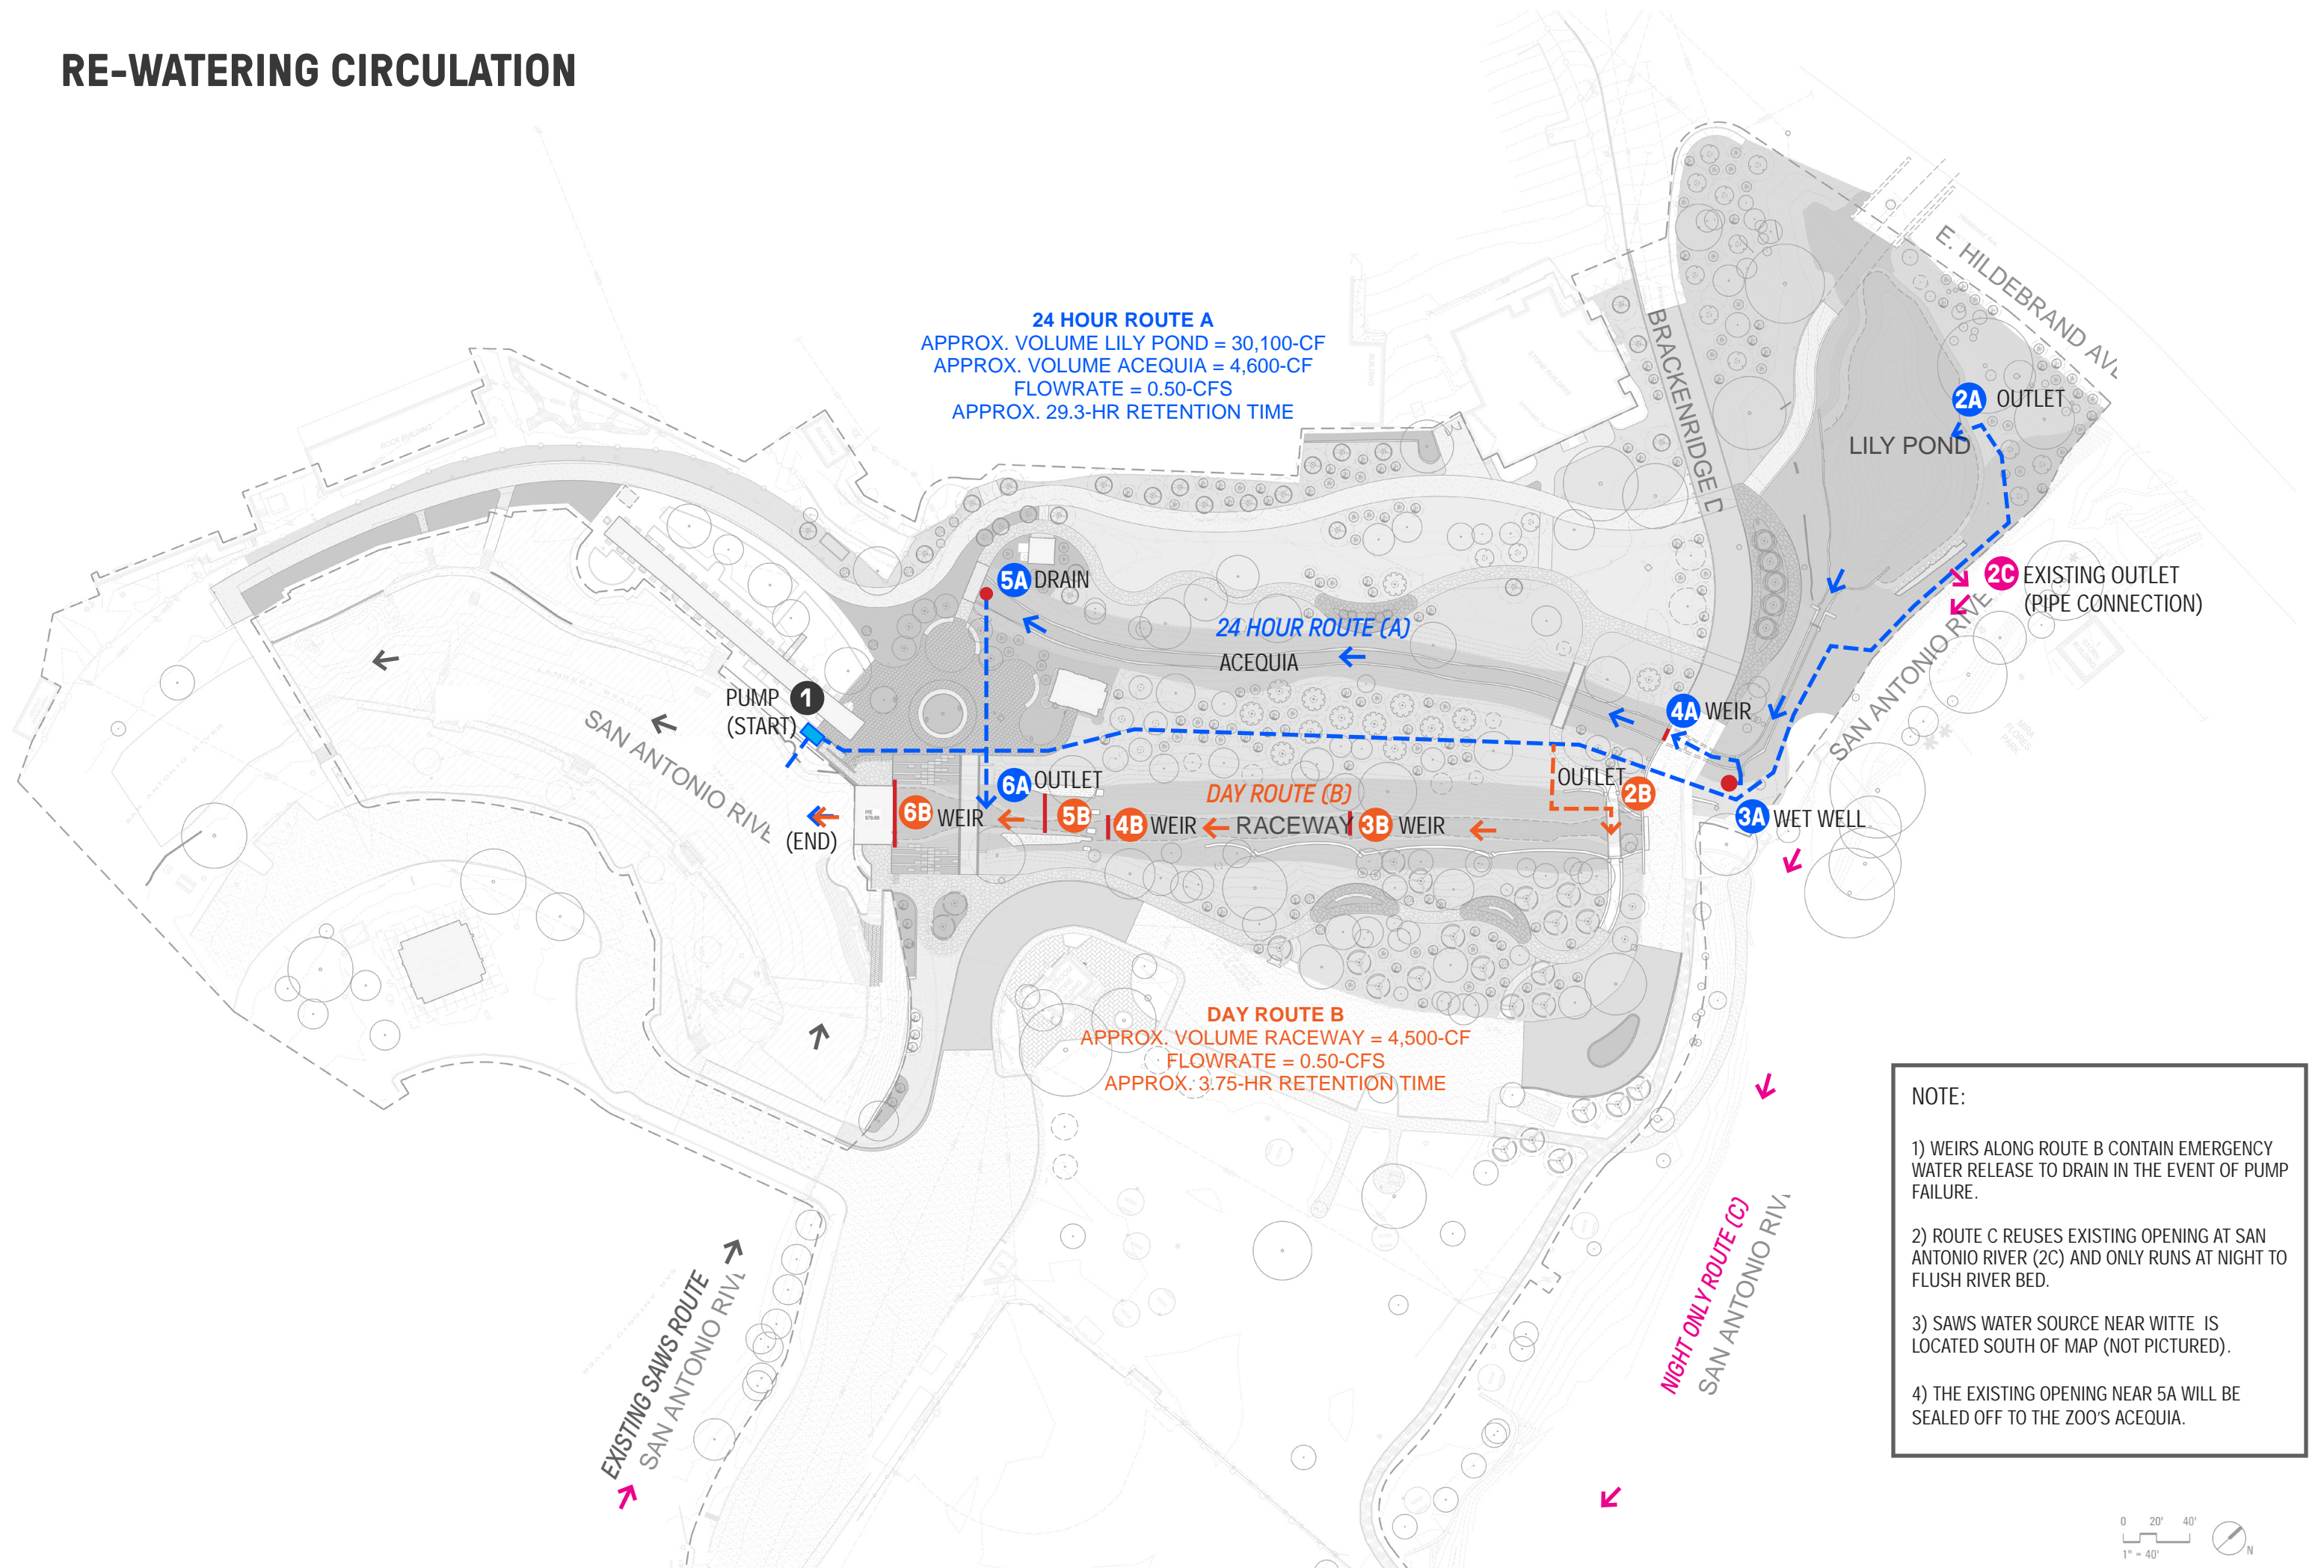 RE-WATERING CIRCULATION
24 HOUR ROUTE A
APPROX. VOLUME LILY POND = 30,100-CF
APPROX. VOLUME ACEQUIA = 4,600-CF
FLOWRATE = 0.50-CFS
APPROX. 29.3-HR RETENTION TIME
E. HILDEBRAND AVE
BRACKENRIDGE D
2A OUTLET
LILY POND
2C EXISTING OUTLET
(PIPE CONNECTION)
5A DRAIN
24 HOUR ROUTE (A)
ACEQUIA
SAN ANTONIO RIVE
PUMP 1
(START)
4A WEIR
SAN ANTONIO RIVE
6A OUTLET
OUTLET
2B
DAY ROUTE (B)
6B WEIR
5B
4B WEIR
RACEWAY
3B WEIR
3A WET WELL
(END)
DAY ROUTE B
APPROX. VOLUME RACEWAY = 4,500-CF
FLOWRATE = 0.50-CFS
APPROX. 3.75-HR RETENTION TIME
EXISTING SAWS ROUTE
SAN ANTONIO RIVE
NIGHT ONLY ROUTE (C)
SAN ANTONIO RIV
NOTE:
1) WEIRS ALONG ROUTE B CONTAIN EMERGENCY
WATER RELEASE TO DRAIN IN THE EVENT OF PUMP
FAILURE.
2) ROUTE C REUSES EXISTING OPENING AT SAN
ANTONIO RIVER (2C) AND ONLY RUNS AT NIGHT TO
FLUSH RIVER BED.
3) SAWS WATER SOURCE NEAR WITTE IS
LOCATED SOUTH OF MAP (NOT PICTURED).
4) THE EXISTING OPENING NEAR 5A WILL BE
SEALED OFF TO THE ZOO'S ACEQUIA.
0 20' 40'
1" = 40'
N